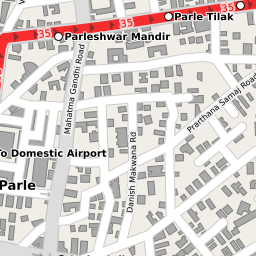 35
Parle Tilak
35
35
Parleshwar Mandir
Mahatma Gandhi Road
Prarthana Samaj Road
Danish Makwana Rd
To Domestic Airport
Parle